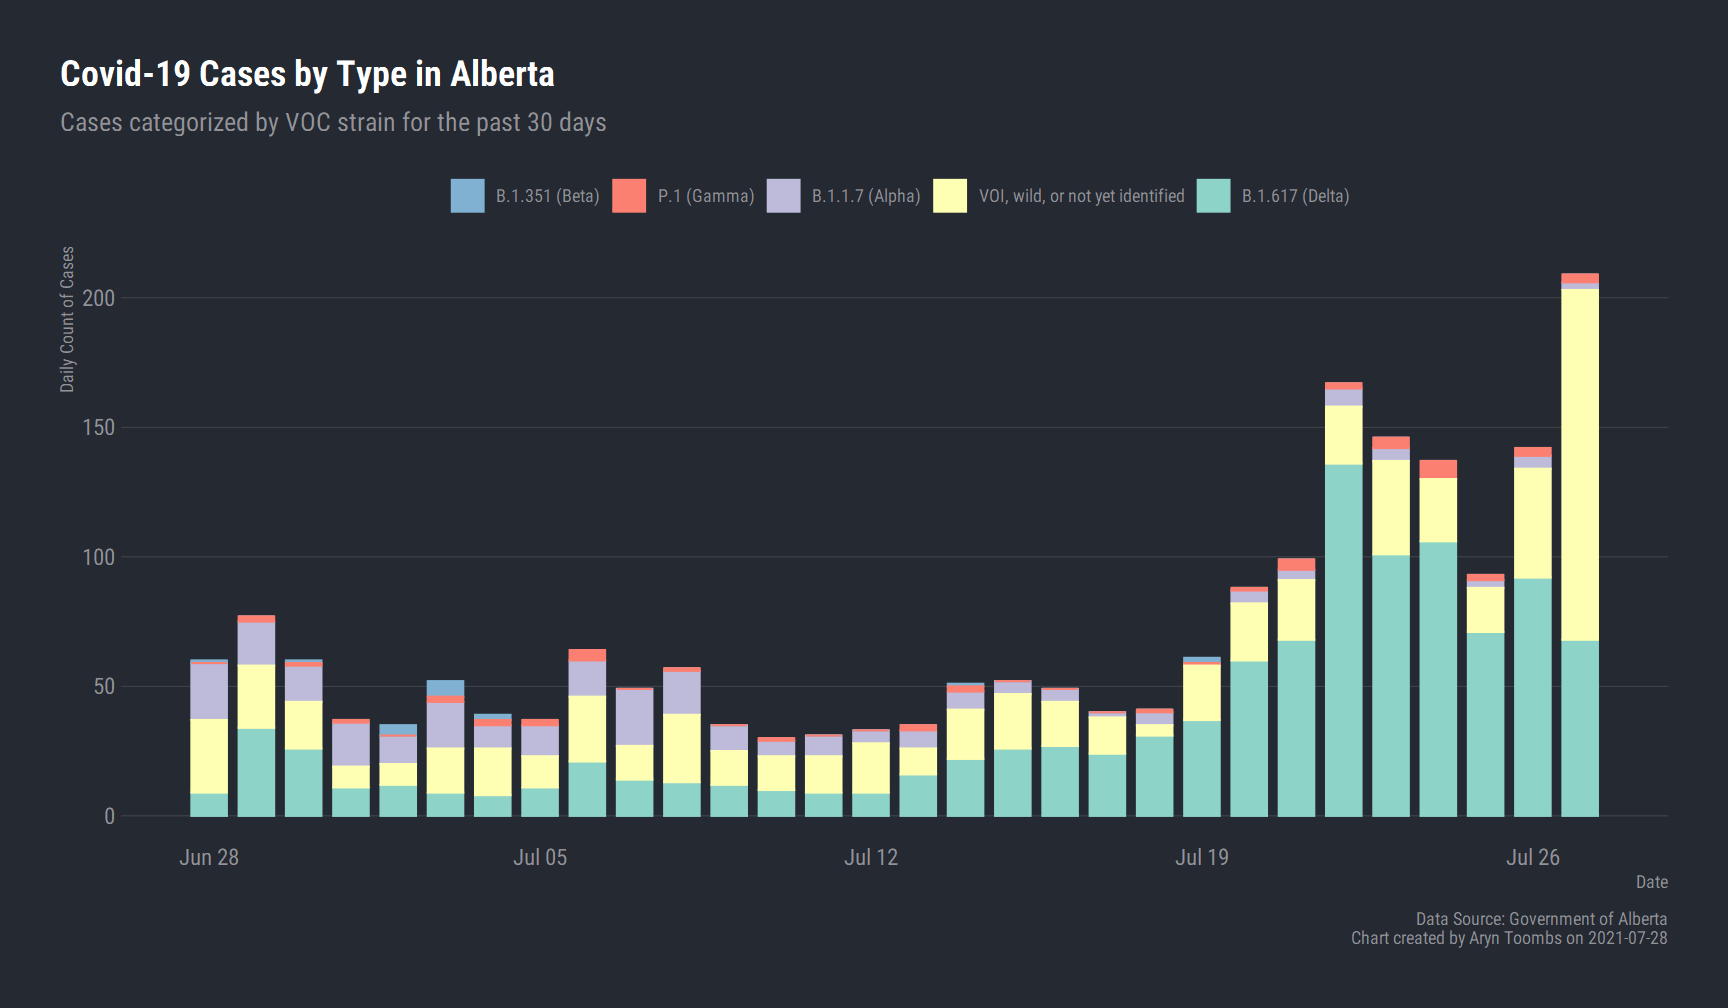 Covid-19 Cases by Type in Alberta
Cases categorized by VOC strain for the past 30 days
B.1.351 (Beta) P.1 (Gamma) B.1.1.7 (Alpha) VOI, wild, or not yet identified B.1.617 (Delta)
Daily Count of Cases
200
150
100
50
0
Jun 28 Jul 05 Jul 12 Jul 19 Jul 26
Date
Data Source: Government of Alberta
Chart created by Aryn Toombs on 2021-07-28